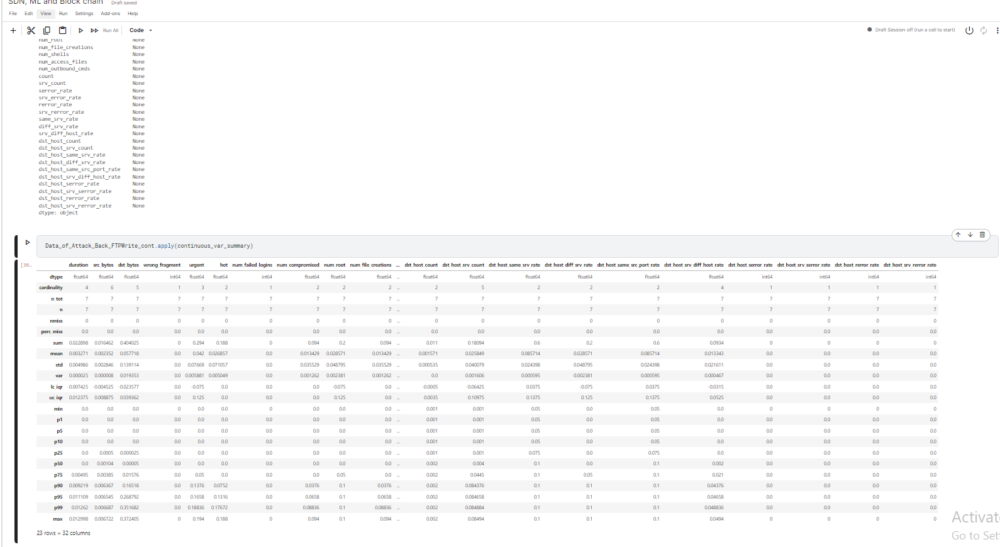 SDN, ML and Block chain Draft saved
File Edit View Run Settings Add-ons Help
Run All Code Draft Session off (run a cell to start)
num_root None
num_file_creations None
num_shells None
num_access_files None
num_outbound_cmds None
count None
srv_count None
serror_rate None
srv_error_rate None
rerror_rate None
srv_rerror_rate None
same_srv_rate None
diff_srv_rate None
srv_diff_host_rate None
dst_host_count None
dst_host_srv_count None
dst_host_same_srv_rate None
dst_host_diff_srv_rate None
dst_host_same_src_port_rate None
dst_host_srv_diff_host_rate None
dst_host_serror_rate None
dst_host_srv_serror_rate None
dst_host_rerror_rate None
dst_host_srv_rerror_rate None
dtype: object
Data_of_Attack_Back_FTPWrite_cont.apply(continuous_var_summary)
[39... duration src bytes dst bytes wrong fragment urgent hot num failed logins num compromised num root num file creations ... dst host count dst host srv count dst host same srv rate dst host diff srv rate dst host same src port rate dst host srv diff host rate dst host serror rate dst host srv serror rate dst host rerror rate dst host srv rerror rate
dtype float64 float64 float64 int64 float64 float64 int64 float64 float64 float64 ... float64 float64 float64 float64 float64 float64 int64 int64 int64 int64
cardinality 4 6 5 1 3 2 1 2 2 2 ... 2 5 2 2 2 4 1 1 1 1
n tot 7 7 7 7 7 7 7 7 7 7 ... 7 7 7 7 7 7 7 7 7 7
n 7 7 7 7 7 7 7 7 7 7 ... 7 7 7 7 7 7 7 7 7 7
nmiss 0 0 0 0 0 0 0 0 0 0 ... 0 0 0 0 0 0 0 0 0 0
perc miss 0.0 0.0 0.0 0.0 0.0 0.0 0.0 0.0 0.0 0.0 ... 0.0 0.0 0.0 0.0 0.0 0.0 0.0 0.0 0.0 0.0
sum 0.022898 0.016462 0.404025 0 0.294 0.188 0 0.094 0.2 0.094 ... 0.011 0.18094 0.6 0.2 0.6 0.0934 0 0 0 0
mean 0.003271 0.002352 0.057718 0.0 0.042 0.026857 0.0 0.013429 0.028571 0.013429 ... 0.001571 0.025849 0.085714 0.028571 0.085714 0.013343 0.0 0.0 0.0 0.0
std 0.004986 0.002846 0.139114 0.0 0.07669 0.071057 0.0 0.035529 0.048795 0.035529 ... 0.000535 0.040079 0.024398 0.048795 0.024398 0.021611 0.0 0.0 0.0 0.0
var 0.000025 0.000008 0.019353 0.0 0.005881 0.005049 0.0 0.001262 0.002381 0.001262 ... 0.0 0.001606 0.000595 0.002381 0.000595 0.000467 0.0 0.0 0.0 0.0
lc iqr -0.007425 -0.004525 -0.023577 0.0 -0.075 0.0 0.0 0.0 -0.075 0.0 ... -0.0005 -0.06425 0.0375 -0.075 0.0375 -0.0315 0.0 0.0 0.0 0.0
uc iqr 0.012375 0.008875 0.039362 0.0 0.125 0.0 0.0 0.0 0.125 0.0 ... 0.0035 0.10975 0.1375 0.125 0.1375 0.0525 0.0 0.0 0.0 0.0
min 0.0 0.0 0.0 0 0.0 0.0 0 0.0 0.0 0.0 ... 0.001 0.001 0.05 0.0 0.05 0.0 0 0 0 0
p1 0.0 0.0 0.0 0.0 0.0 0.0 0.0 0.0 0.0 0.0 ... 0.001 0.001 0.05 0.0 0.05 0.0 0.0 0.0 0.0 0.0
p5 0.0 0.0 0.0 0.0 0.0 0.0 0.0 0.0 0.0 0.0 ... 0.001 0.001 0.05 0.0 0.05 0.0 0.0 0.0 0.0 0.0
p10 0.0 0.0 0.0 0.0 0.0 0.0 0.0 0.0 0.0 0.0 ... 0.001 0.001 0.05 0.0 0.05 0.0 0.0 0.0 0.0 0.0
p25 0.0 0.0005 0.000025 0.0 0.0 0.0 0.0 0.0 0.0 0.0 ... 0.001 0.001 0.075 0.0 0.075 0.0 0.0 0.0 0.0 0.0
p50 0.0 0.00104 0.00005 0.0 0.0 0.0 0.0 0.0 0.0 0.0 ... 0.002 0.004 0.1 0.0 0.1 0.002 0.0 0.0 0.0 0.0
p75 0.00495 0.00385 0.01576 0.0 0.05 0.0 0.0 0.0 0.05 0.0 ... 0.002 0.0445 0.1 0.05 0.1 0.021 0.0 0.0 0.0 0.0
p90 0.009219 0.006367 0.16518 0.0 0.1376 0.0752 0.0 0.0376 0.1 0.0376 ... 0.002 0.084376 0.1 0.1 0.1 0.04376 0.0 0.0 0.0 0.0
p95 0.011109 0.006545 0.268792 0.0 0.1658 0.1316 0.0 0.0658 0.1 0.0658 ... 0.002 0.084658 0.1 0.1 0.1 0.04658 0.0 0.0 0.0 0.0
p99 0.01262 0.006687 0.351682 0.0 0.18836 0.17672 0.0 0.08836 0.1 0.08836 ... 0.002 0.084884 0.1 0.1 0.1 0.048836 0.0 0.0 0.0 0.0
max 0.012998 0.006722 0.372405 0 0.194 0.188 0 0.094 0.1 0.094 ... 0.002 0.08494 0.1 0.1 0.1 0.0494 0 0 0 0
23 rows × 32 columns
Activat
Go to Set